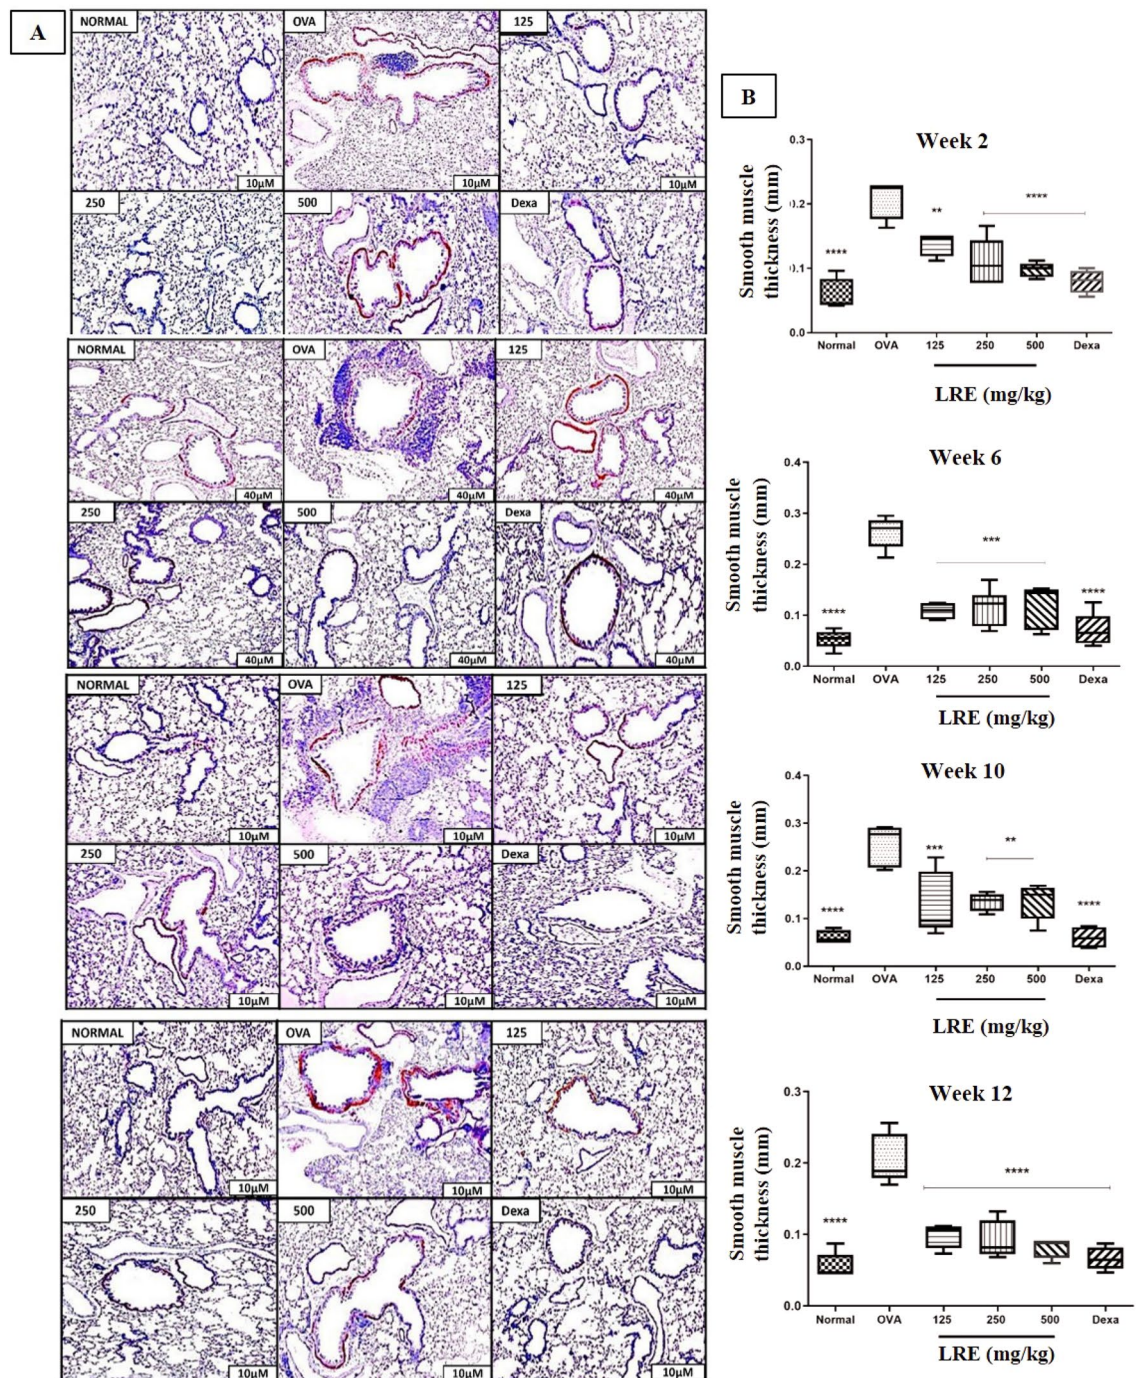 A
NORMAL OVA 125
10µM 10µM 10µM
250 500 Dexa
NORMAL OVA 125
40µM 40µM 40µM
250 500 Dexa
40µM 40µM 40µM
NORMAL OVA 125
10µM 10µM 10µM
250 500 Dexa
10µM 10µM 10µM
NORMAL OVA 125
10µM 10µM 10µM
250 500 Dexa
10µM 10µM 10µM
B
Week 2
Smooth muscle
thickness (mm)
0.3
0.2
0.1
0.0
**** ** ****
Normal OVA 125 250 500 Dexa
LRE (mg/kg)
Week 6
Smooth muscle
thickness (mm)
0.4
0.3
0.2
0.1
0.0
**** *** ****
Normal OVA 125 250 500 Dexa
LRE (mg/kg)
Week 10
Smooth muscle
thickness (mm)
0.4
0.3
0.2
0.1
0.0
**** *** ** ****
Normal OVA 125 250 500 Dexa
LRE (mg/kg)
Week 12
Smooth muscle
thickness (mm)
0.3
0.2
0.1
0.0
**** ****
Normal OVA 125 250 500 Dexa
LRE (mg/kg)